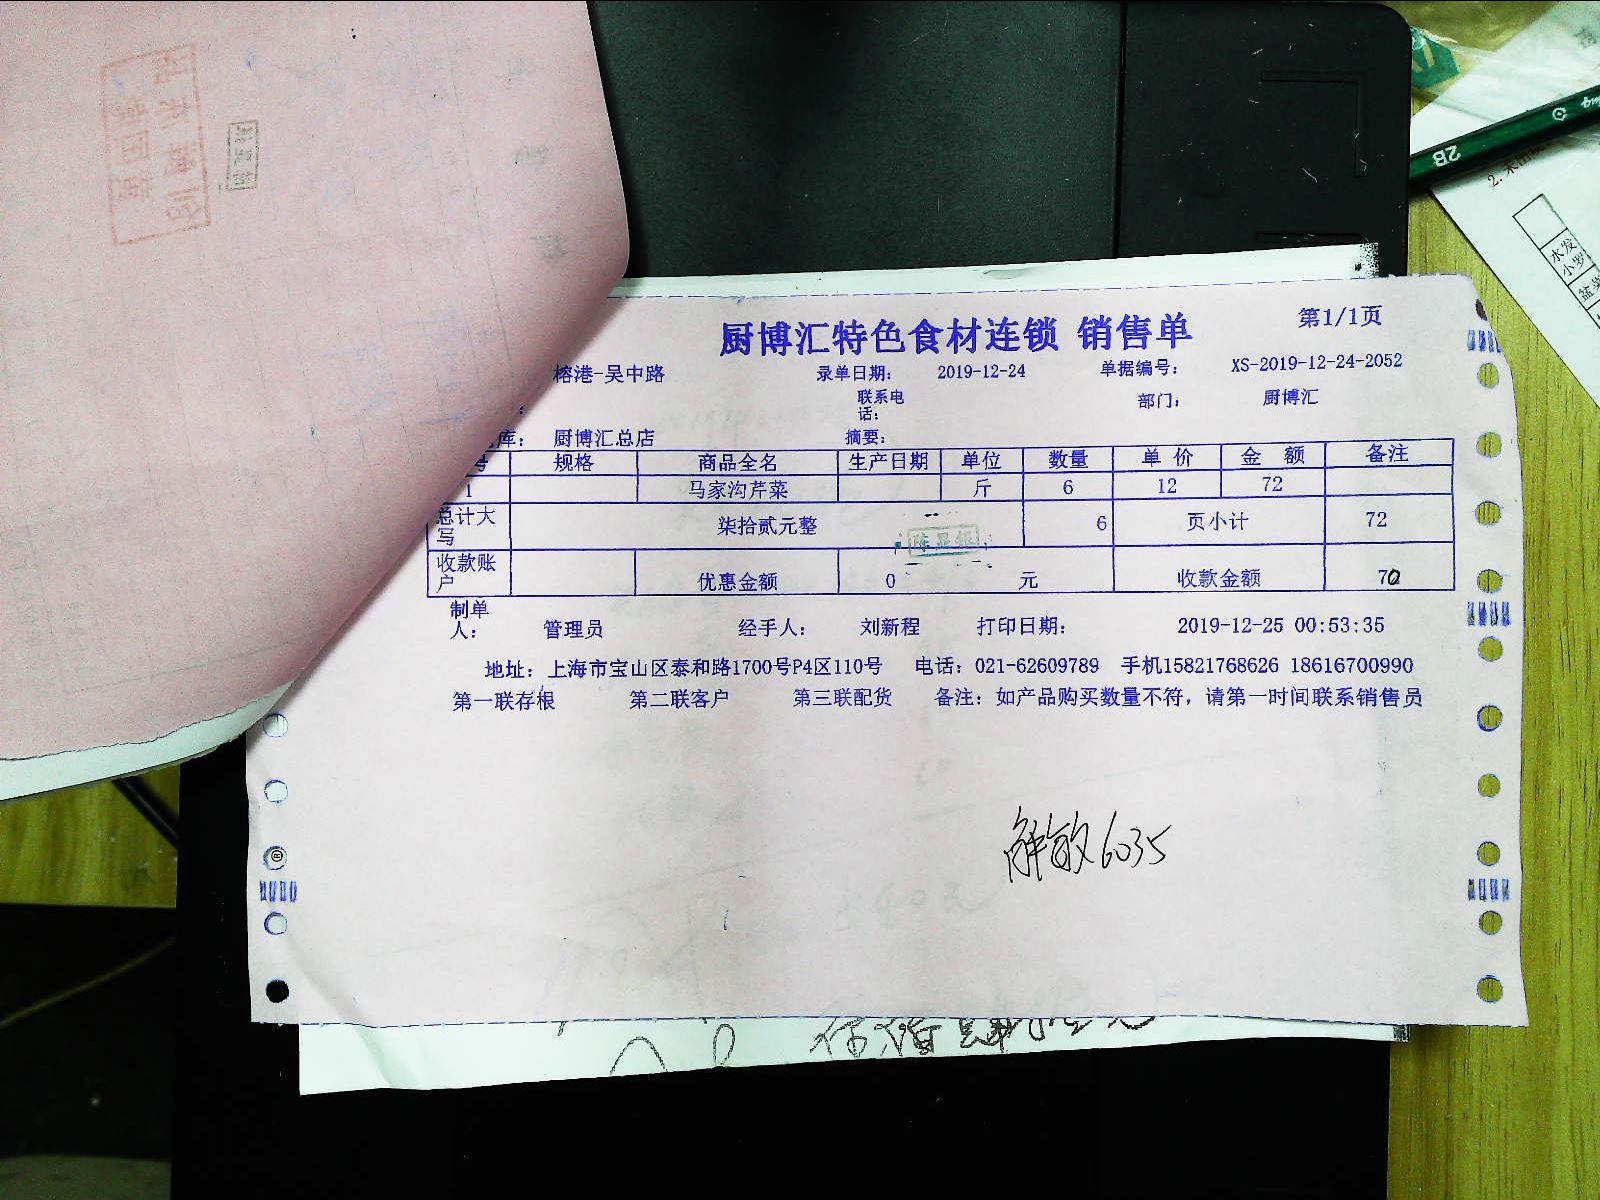 厨博汇特色食材连锁 销售单 第1/1页
榕港-吴中路 录单日期： 2019-12-24 单据编号： XS-2019-12-24-2052
： 联系电话： 部门： 厨博汇
库： 厨博汇总店 摘要：
号 规格 商品全名 生产日期 单位 数量 单价 金额 备注
1 马家沟芹菜 斤 6 12 72
总计大写 柒拾贰元整 6 页小计 72
收款账户 优惠金额 0 元 收款金额 70
制单人： 管理员 经手人： 刘新程 打印日期： 2019-12-25 00:53:35
地址：上海市宝山区泰和路1700号P4区110号 电话：021-62609789 手机15821768626 18616700990
第一联存根 第二联客户 第三联配货 备注：如产品购买数量不符，请第一时间联系销售员
解敏6035
2B
水发
小罗
盆菜